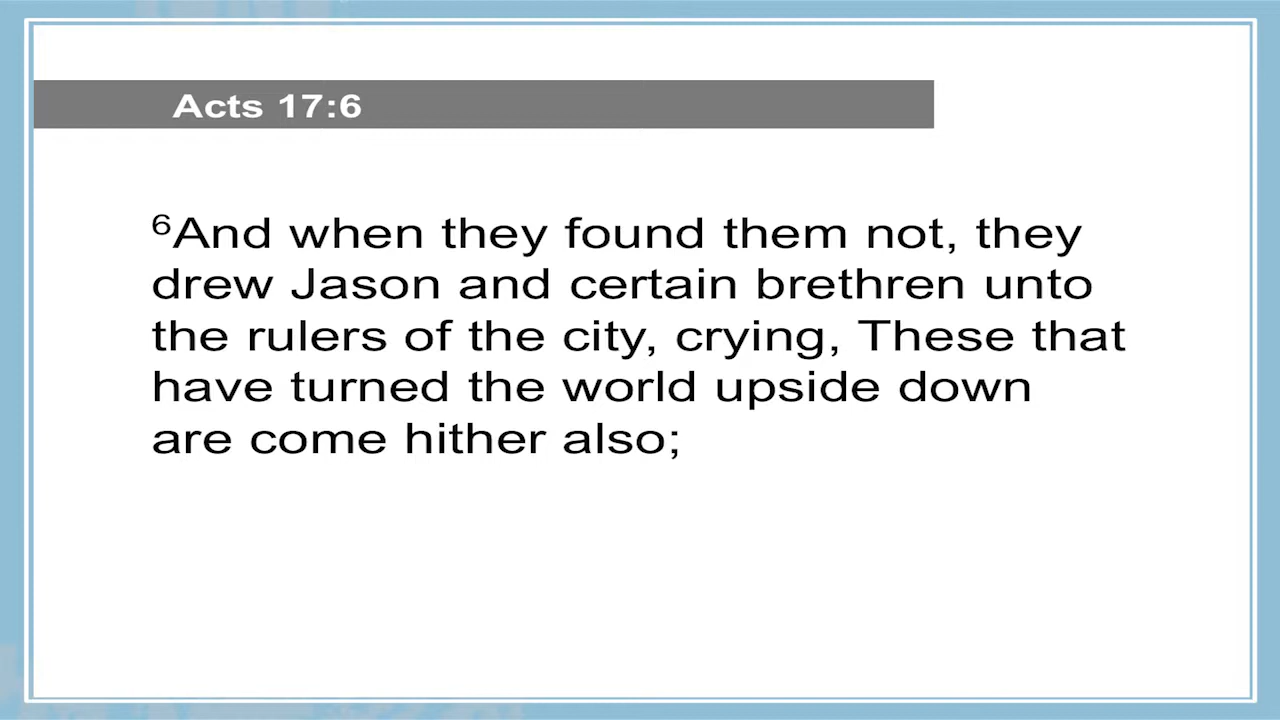 Acts 17:6
⁶And when they found them not, they
drew Jason and certain brethren unto
the rulers of the city, crying, These that
have turned the world upside down
are come hither also;